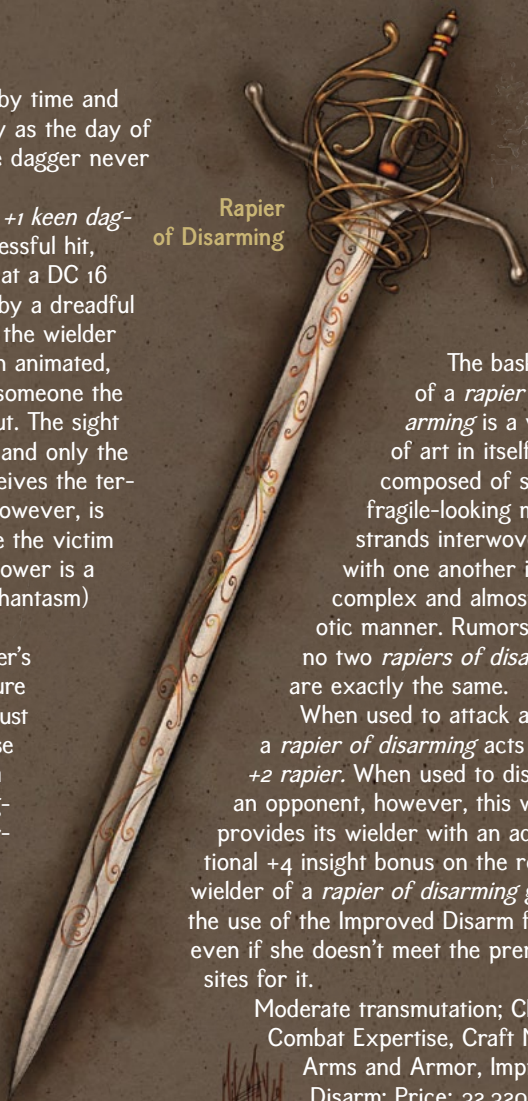 by time and
y as the day of
e dagger never
+1 keen dag-
essful hit,
at a DC 16
by a dreadful
the wielder
n animated,
someone the
ut. The sight
and only the
eives the ter-
owever, is
e the victim
ower is a
hantasm)
er's
ure
ust
se
g-
r-
Rapier
of Disarming
The bask
of a rapier
arming is a
of art in itself
composed of s
fragile-looking m
strands interwov
with one another i
complex and almos
otic manner. Rumors
no two rapiers of disa
are exactly the same.
When used to attack a
a rapier of disarming acts
+2 rapier. When used to dis
an opponent, however, this
provides its wielder with an ad
tional +4 insight bonus on the
wielder of a rapier of disarming
the use of the Improved Disarm f
even if she doesn't meet the prer
sites for it.
Moderate transmutation; C
Combat Expertise, Craft M
Arms and Armor, Imp
Disarm; Price: 22,320